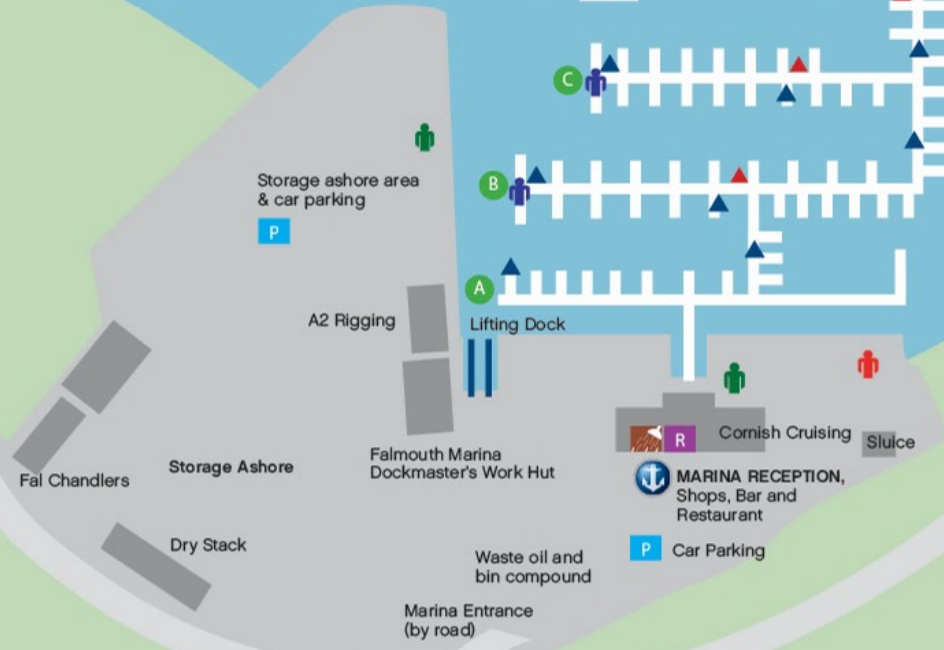 C
B
Storage ashore area
& car parking
P
A
A2 Rigging
Lifting Dock
Cornish Cruising
R
Sluice
Falmouth Marina
Dockmaster's Work Hut
Storage Ashore
Fal Chandlers
MARINA RECEPTION,
Shops, Bar and
Restaurant
Dry Stack
P
Car Parking
Waste oil and
bin compound
Marina Entrance
(by road)